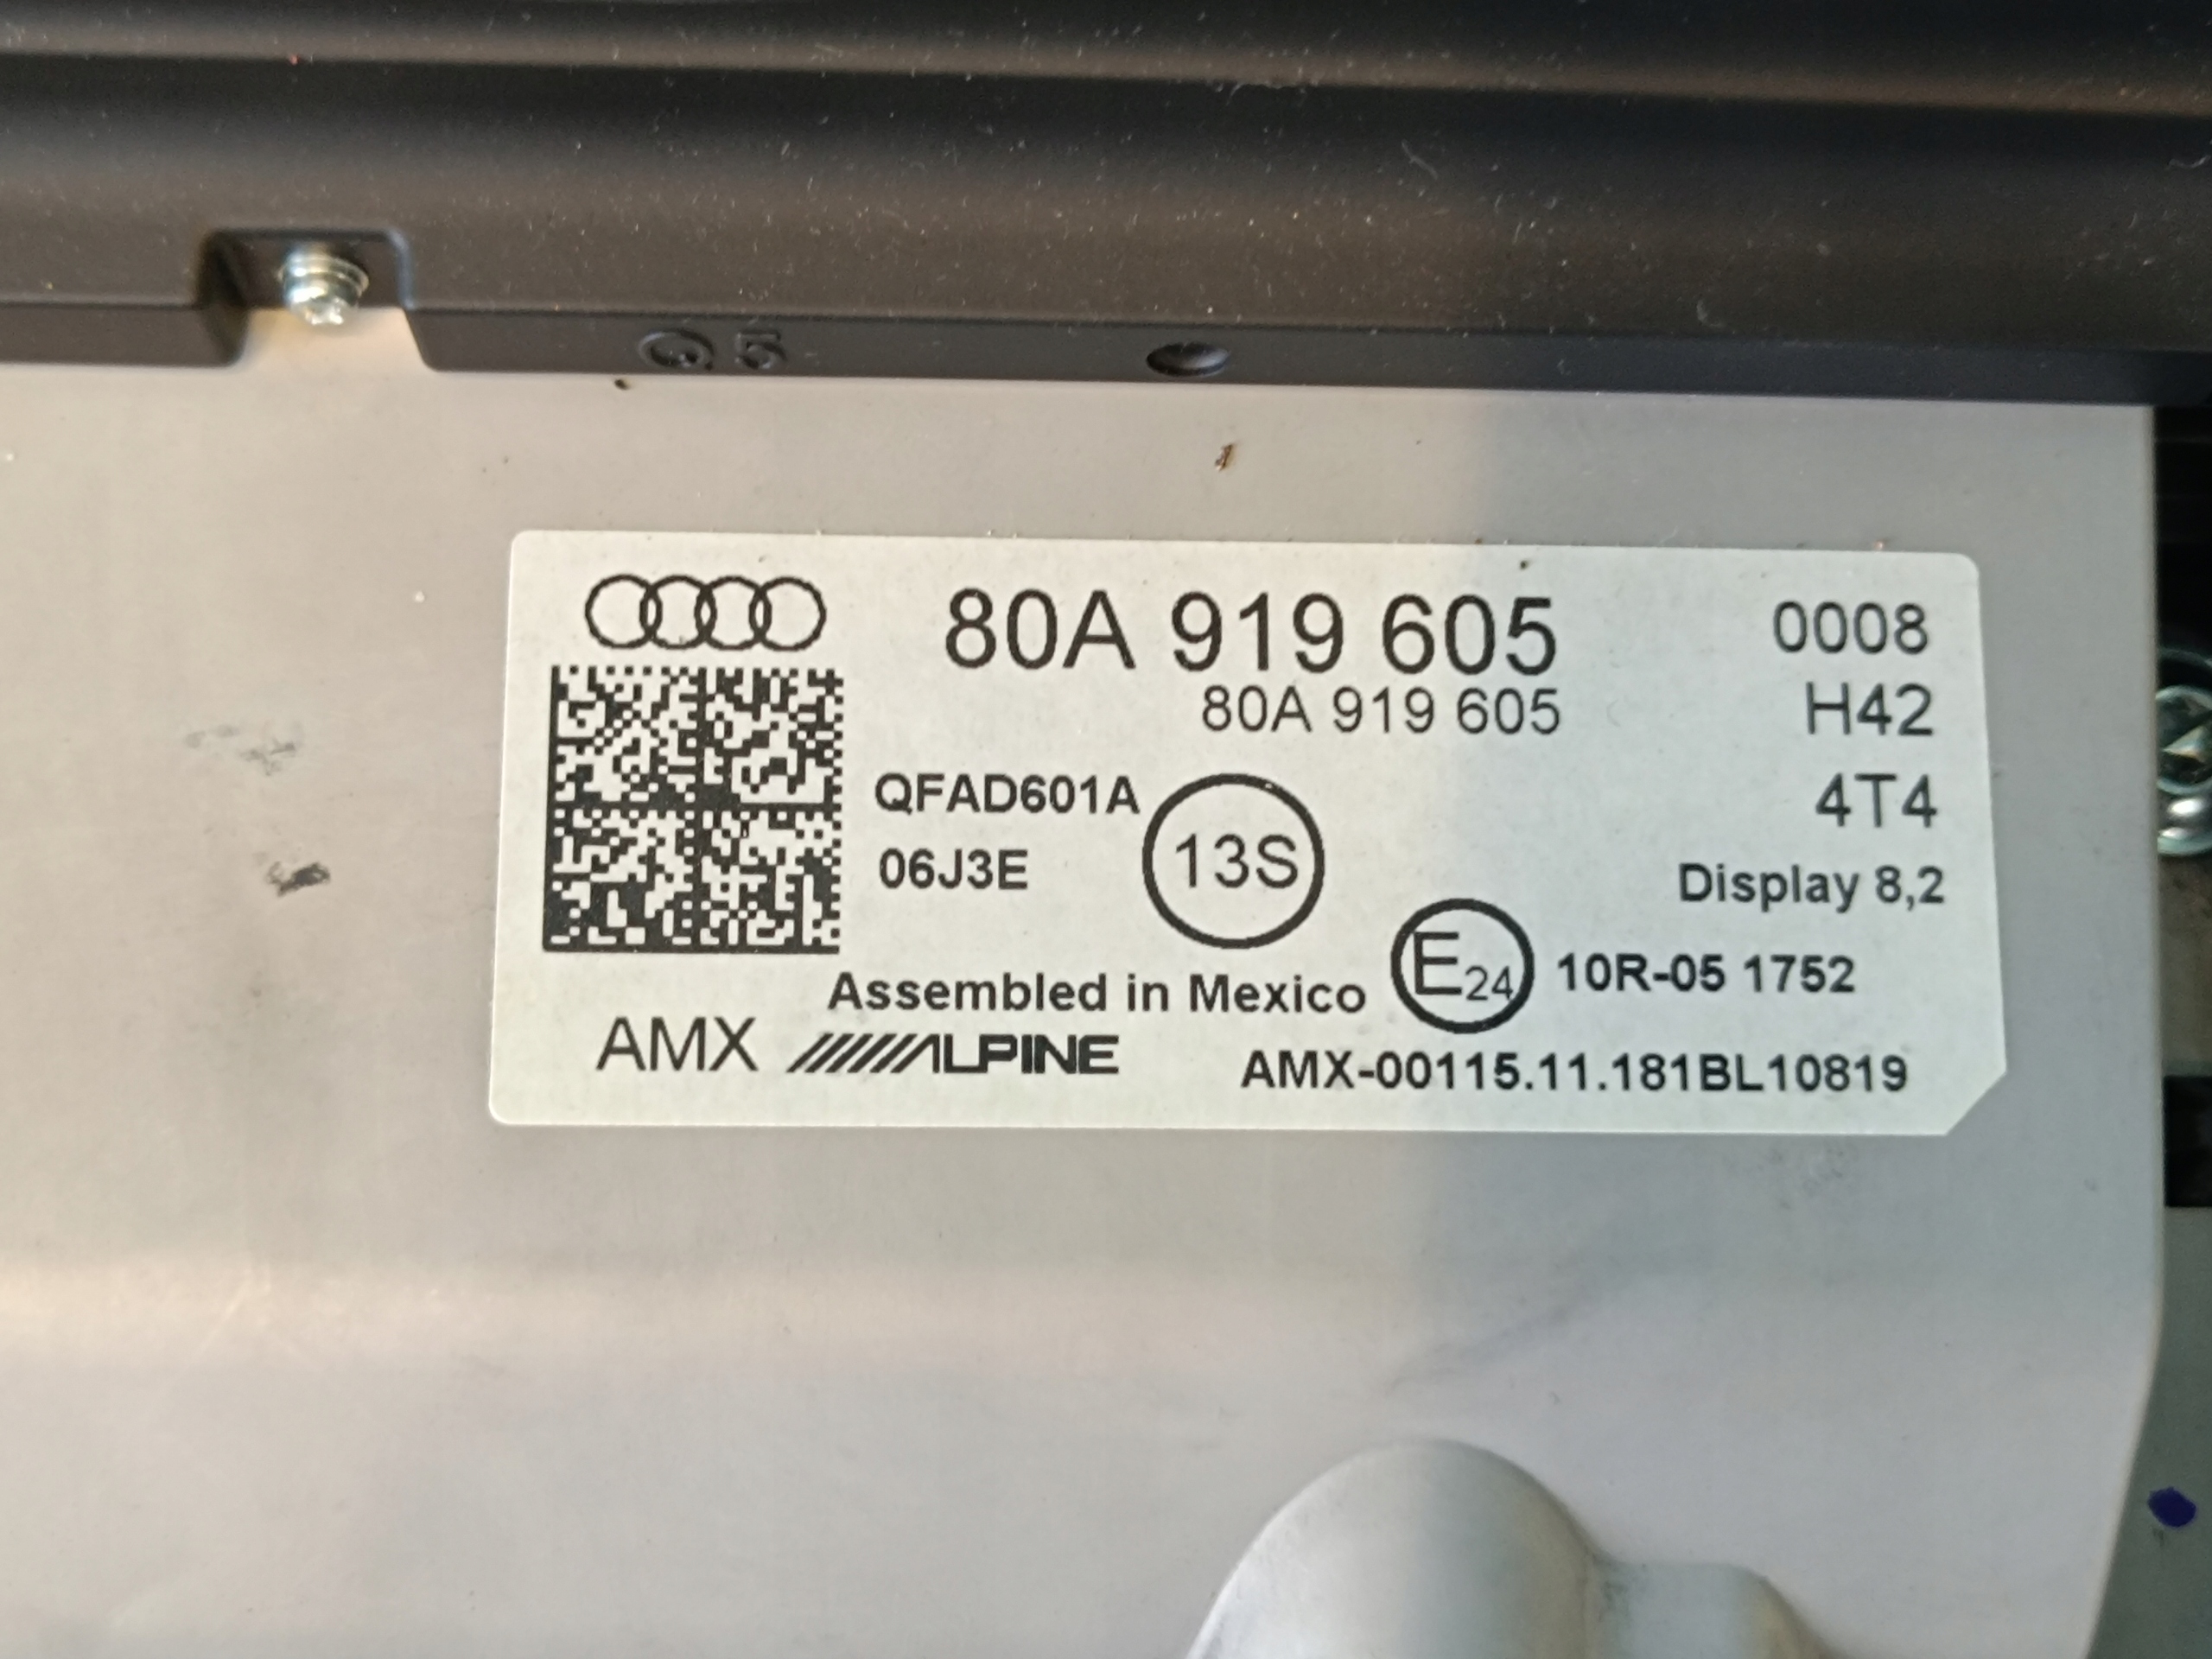 Q5
80A 919 605
0008
80A 919 605
H42
QFAD601A
4T4
06J3E
13S
Display 8,2
E24
10R-05 1752
Assembled in Mexico
AMX
ALPINE
AMX-00115.11.181BL10819